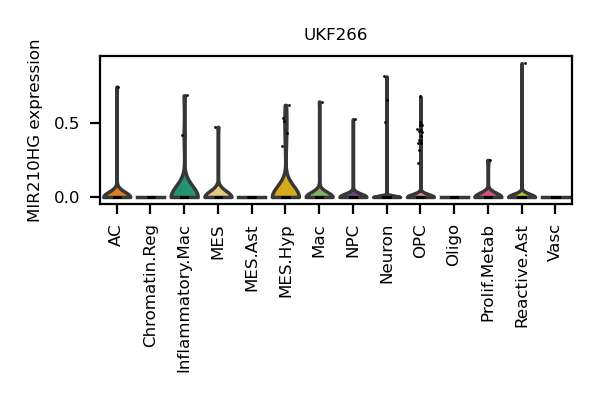 UKF266
MIR210HG expression
0.5
0.0
AC
Chromatin.Reg
Inflammatory.Mac
MES
MES.Ast
MES.Hyp
Mac
NPC
Neuron
OPC
Oligo
Prolif.Metab
Reactive.Ast
Vasc